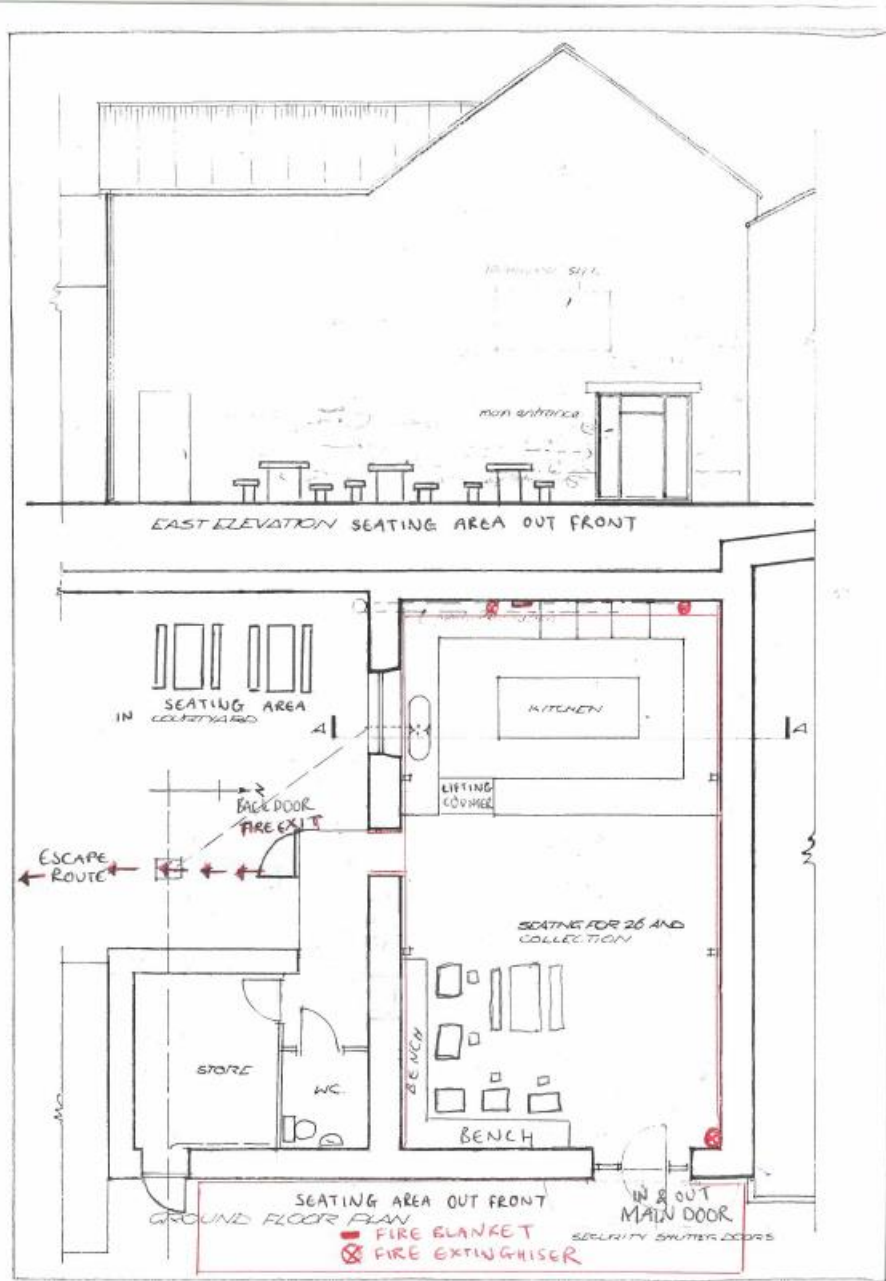 main entrance
EAST ELEVATION SEATING AREA OUT FRONT
SEATING AREA
IN COURTYARD
A
A
KITCHEN
LIFTING
COUNTER
N
BACK DOOR
FIRE EXIT
ESCAPE
ROUTE
SEATING FOR 26 AND
COLLECTION
BENCH
STORE
WC
BENCH
SEATING AREA OUT FRONT
GROUND FLOOR PLAN
IN & OUT
MAIN DOOR
SECURITY SHUTTER DOORS
FIRE BLANKET
FIRE EXTINGHISER